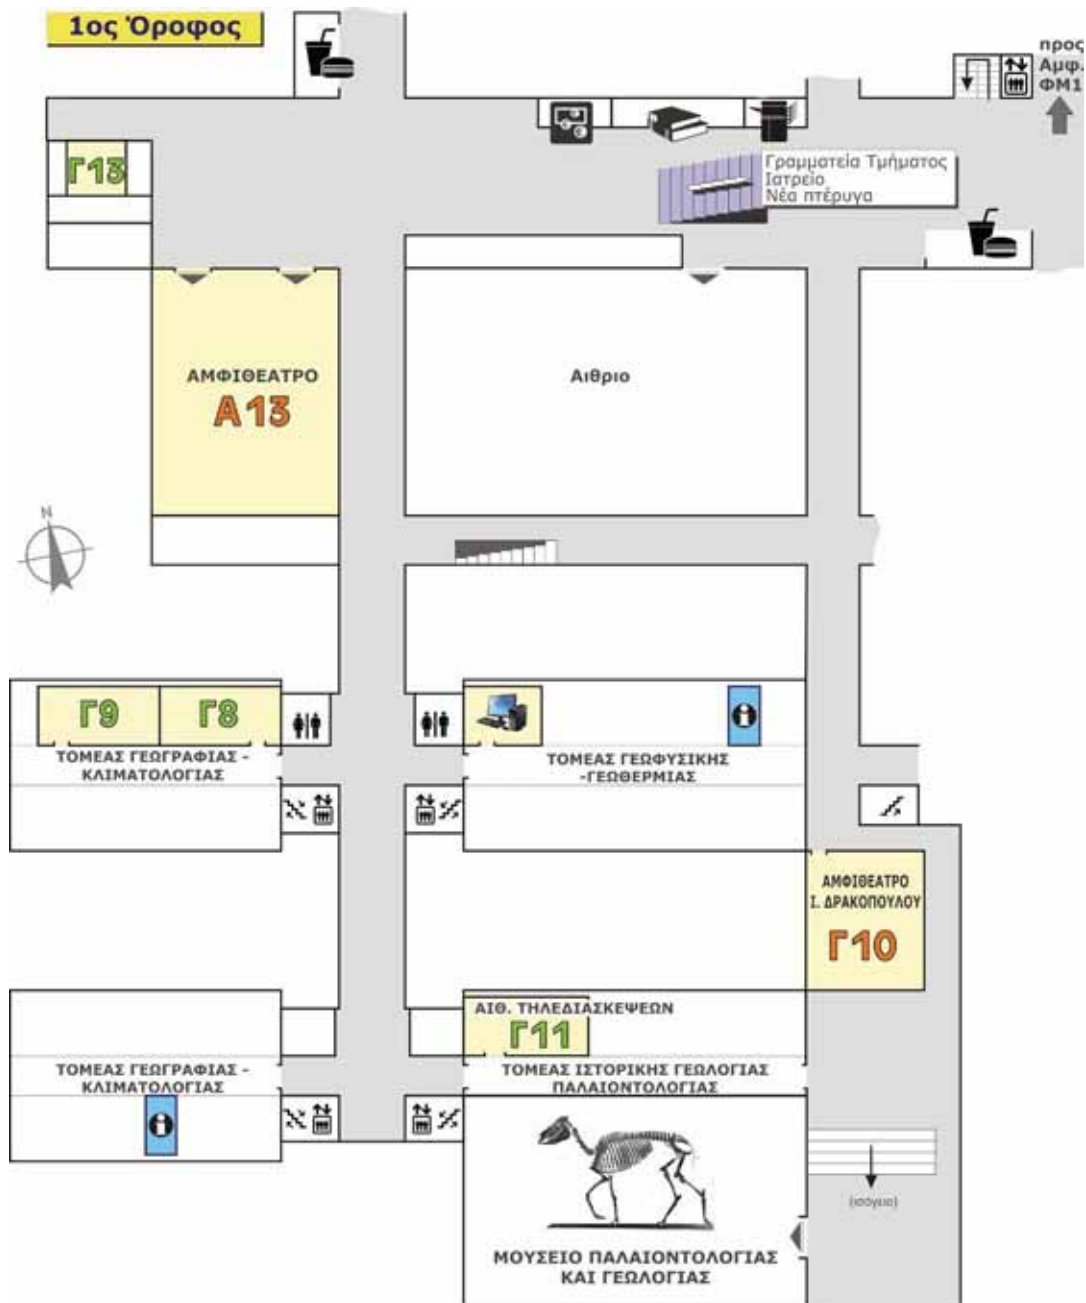 1ος Όροφος
προς
Αμφ.
ΦΜ1
Γ13
Γραμματεία Τμήματος
Ιατρείο
Νέα πτέρυγα
ΑΜΦΙΘΕΑΤΡΟ
Α13
Αιθριο
N
Γ9
Γ8
ΤΟΜΕΑΣ ΓΕΩΓΡΑΦΙΑΣ -
ΚΛΙΜΑΤΟΛΟΓΙΑΣ
ΤΟΜΕΑΣ ΓΕΩΦΥΣΙΚΗΣ
-ΓΕΩΘΕΡΜΙΑΣ
ΑΜΦΙΘΕΑΤΡΟ
Ι. ΔΡΑΚΟΠΟΥΛΟΥ
Γ10
ΑΙΘ. ΤΗΛΕΔΙΑΣΚΕΨΕΩΝ
Γ11
ΤΟΜΕΑΣ ΓΕΩΓΡΑΦΙΑΣ -
ΚΛΙΜΑΤΟΛΟΓΙΑΣ
ΤΟΜΕΑΣ ΙΣΤΟΡΙΚΗΣ ΓΕΩΛΟΓΙΑΣ
ΠΑΛΑΙΟΝΤΟΛΟΓΙΑΣ
(ισόγειο)
ΜΟΥΣΕΙΟ ΠΑΛΑΙΟΝΤΟΛΟΓΙΑΣ
ΚΑΙ ΓΕΩΛΟΓΙΑΣ